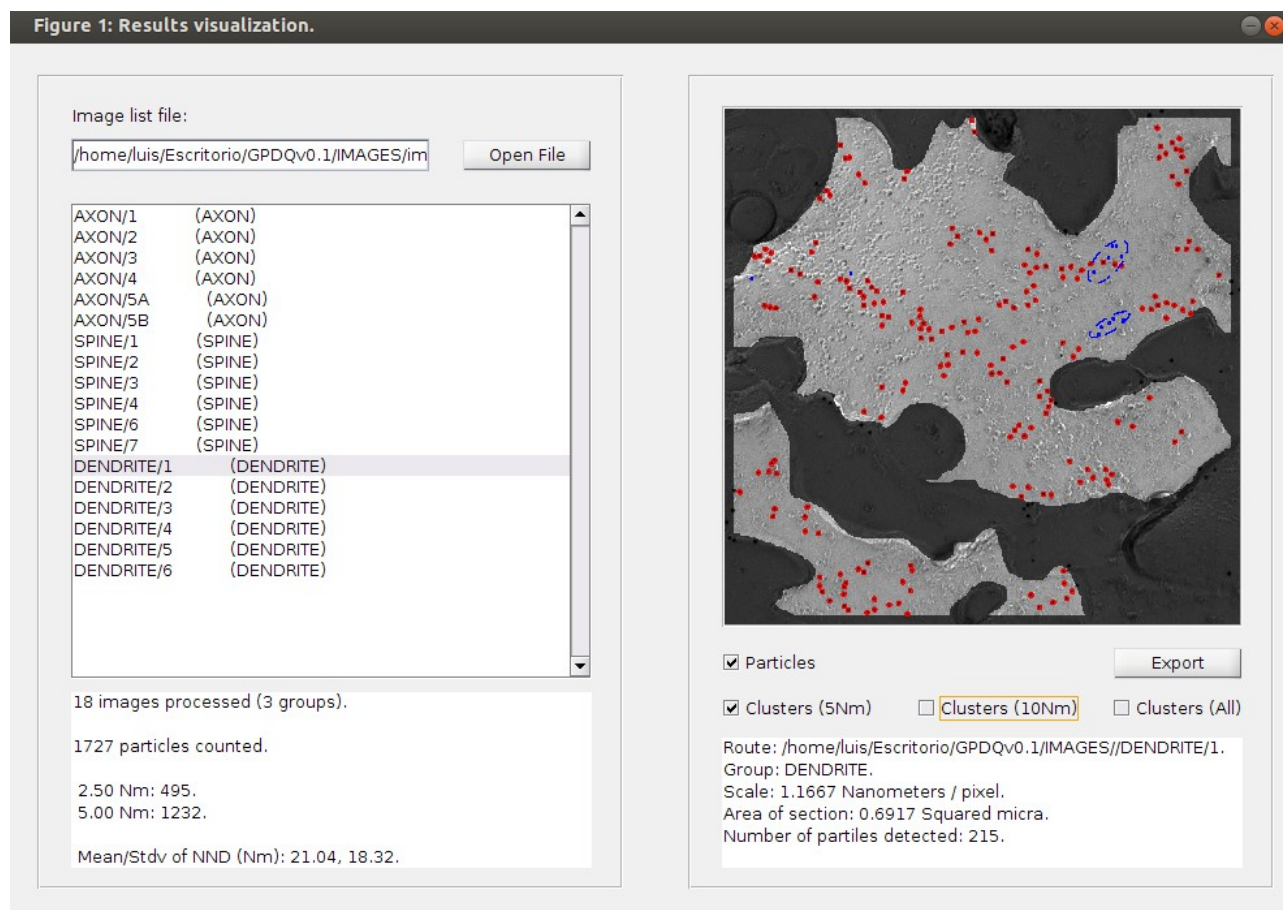 Figure 1: Results visualization.
Image list file:
/home/luis/Escritorio/GPDQv0.1/IMAGES/im
Open File
AXON/1 (AXON)
AXON/2 (AXON)
AXON/3 (AXON)
AXON/4 (AXON)
AXON/5A (AXON)
AXON/5B (AXON)
SPINE/1 (SPINE)
SPINE/2 (SPINE)
SPINE/3 (SPINE)
SPINE/4 (SPINE)
SPINE/6 (SPINE)
SPINE/7 (SPINE)
DENDRITE/1 (DENDRITE)
DENDRITE/2 (DENDRITE)
DENDRITE/3 (DENDRITE)
DENDRITE/4 (DENDRITE)
DENDRITE/5 (DENDRITE)
DENDRITE/6 (DENDRITE)
18 images processed (3 groups).
1727 particles counted.
2.50 Nm: 495.
5.00 Nm: 1232.
Mean/Stdv of NND (Nm): 21.04, 18.32.
Particles
Export
Clusters (5Nm) Clusters (10Nm) Clusters (All)
Route: /home/luis/Escritorio/GPDQv0.1/IMAGES//DENDRITE/1.
Group: DENDRITE.
Scale: 1.1667 Nanometers / pixel.
Area of section: 0.6917 Squared micra.
Number of partiles detected: 215.